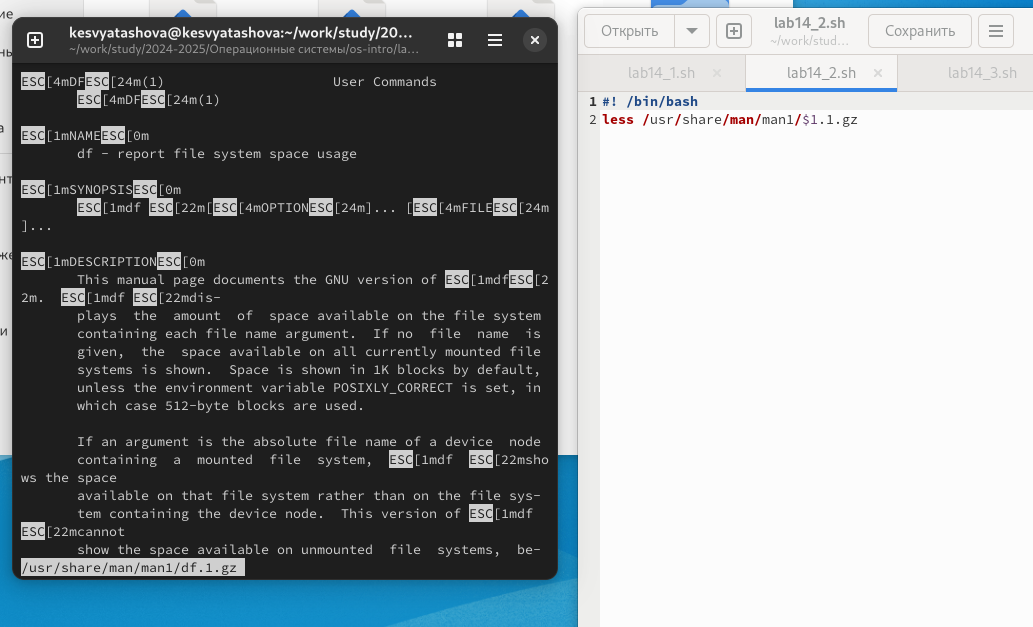 kesvyatashova@kesvyatashova:~/work/study/20...
~/work/study/2024-2025/Операционные системы/os-intro/la...
ESC[4mDFESC[24m(1) User Commands
ESC[4mDFESC[24m(1)
ESC[1mNAMEESC[0m
df - report file system space usage
ESC[1mSYNOPSISESC[0m
ESC[1mdf ESC[22m[ESC[4mOPTIONESC[24m]... [ESC[4mFILEESC[24m
]...
ESC[1mDESCRIPTIONESC[0m
This manual page documents the GNU version of ESC[1mdfESC[2
2m. ESC[1mdf ESC[22mdis-
plays the amount of space available on the file system
containing each file name argument. If no file name is
given, the space available on all currently mounted file
systems is shown. Space is shown in 1K blocks by default,
unless the environment variable POSIXLY_CORRECT is set, in
which case 512-byte blocks are used.
If an argument is the absolute file name of a device node
containing a mounted file system, ESC[1mdf ESC[22msho
ws the space
available on that file system rather than on the file sys-
tem containing the device node. This version of ESC[1mdf
ESC[22mcannot
show the space available on unmounted file systems, be-
/usr/share/man/man1/df.1.gz
Открыть
lab14_2.sh
~/work/stud...
Сохранить
lab14_1.sh
lab14_2.sh
lab14_3.sh
1 #! /bin/bash
2 less /usr/share/man/man1/$1.1.gz